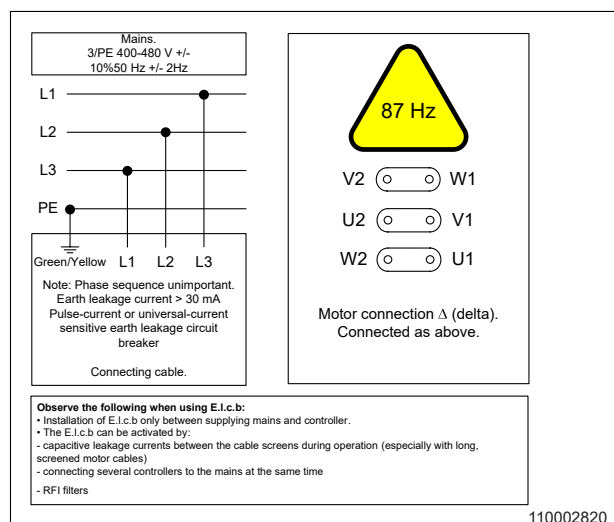 Mains.
3/PE 400-480 V +/-
10%50 Hz +/- 2Hz
L1
L2
L3
PE
Green/Yellow L1 L2 L3
Note: Phase sequence unimportant.
Earth leakage current > 30 mA
Pulse-current or universal-current
sensitive earth leakage circuit
breaker
Connecting cable.
87 Hz
V2 W1
U2 V1
W2 U1
Motor connection Δ (delta).
Connected as above.
Observe the following when using E.l.c.b:
• Installation of E.l.c.b only between supplying mains and controller.
• The E.l.c.b can be activated by:
- capacitive leakage currents between the cable screens during operation (especially with long,
screened motor cables)
- connecting several controllers to the mains at the same time
- RFI filters
110002820